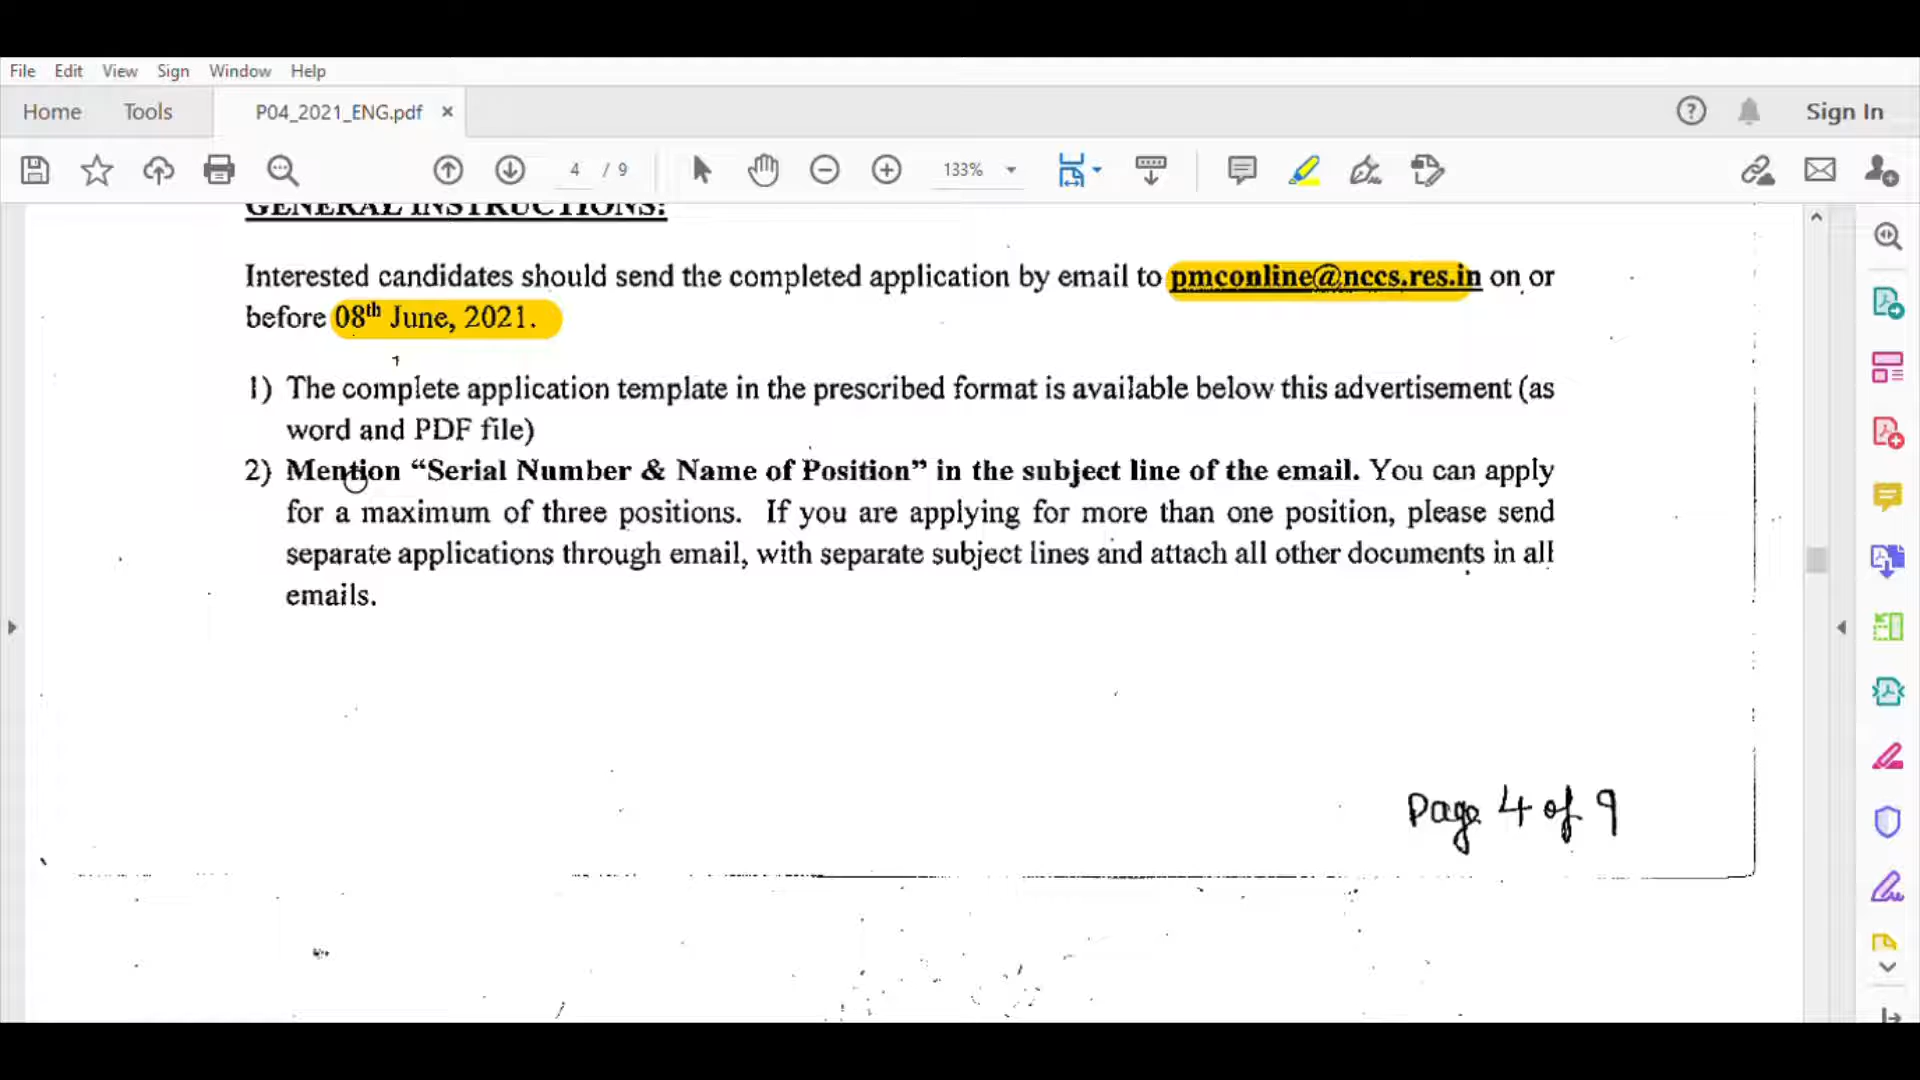 File Edit View Sign Window Help
Home Tools P04_2021_ENG.pdf × Sign In
4 / 9 133%
GENERAL INSTRUCTIONS:
Interested candidates should send the completed application by email to pmconline@nccs.res.in on or
before 08th June, 2021.
1) The complete application template in the prescribed format is available below this advertisement (as
word and PDF file)
2) Mention “Serial Number & Name of Position” in the subject line of the email. You can apply
for a maximum of three positions. If you are applying for more than one position, please send
separate applications through email, with separate subject lines and attach all other documents in all
emails.
Page 4 of 9